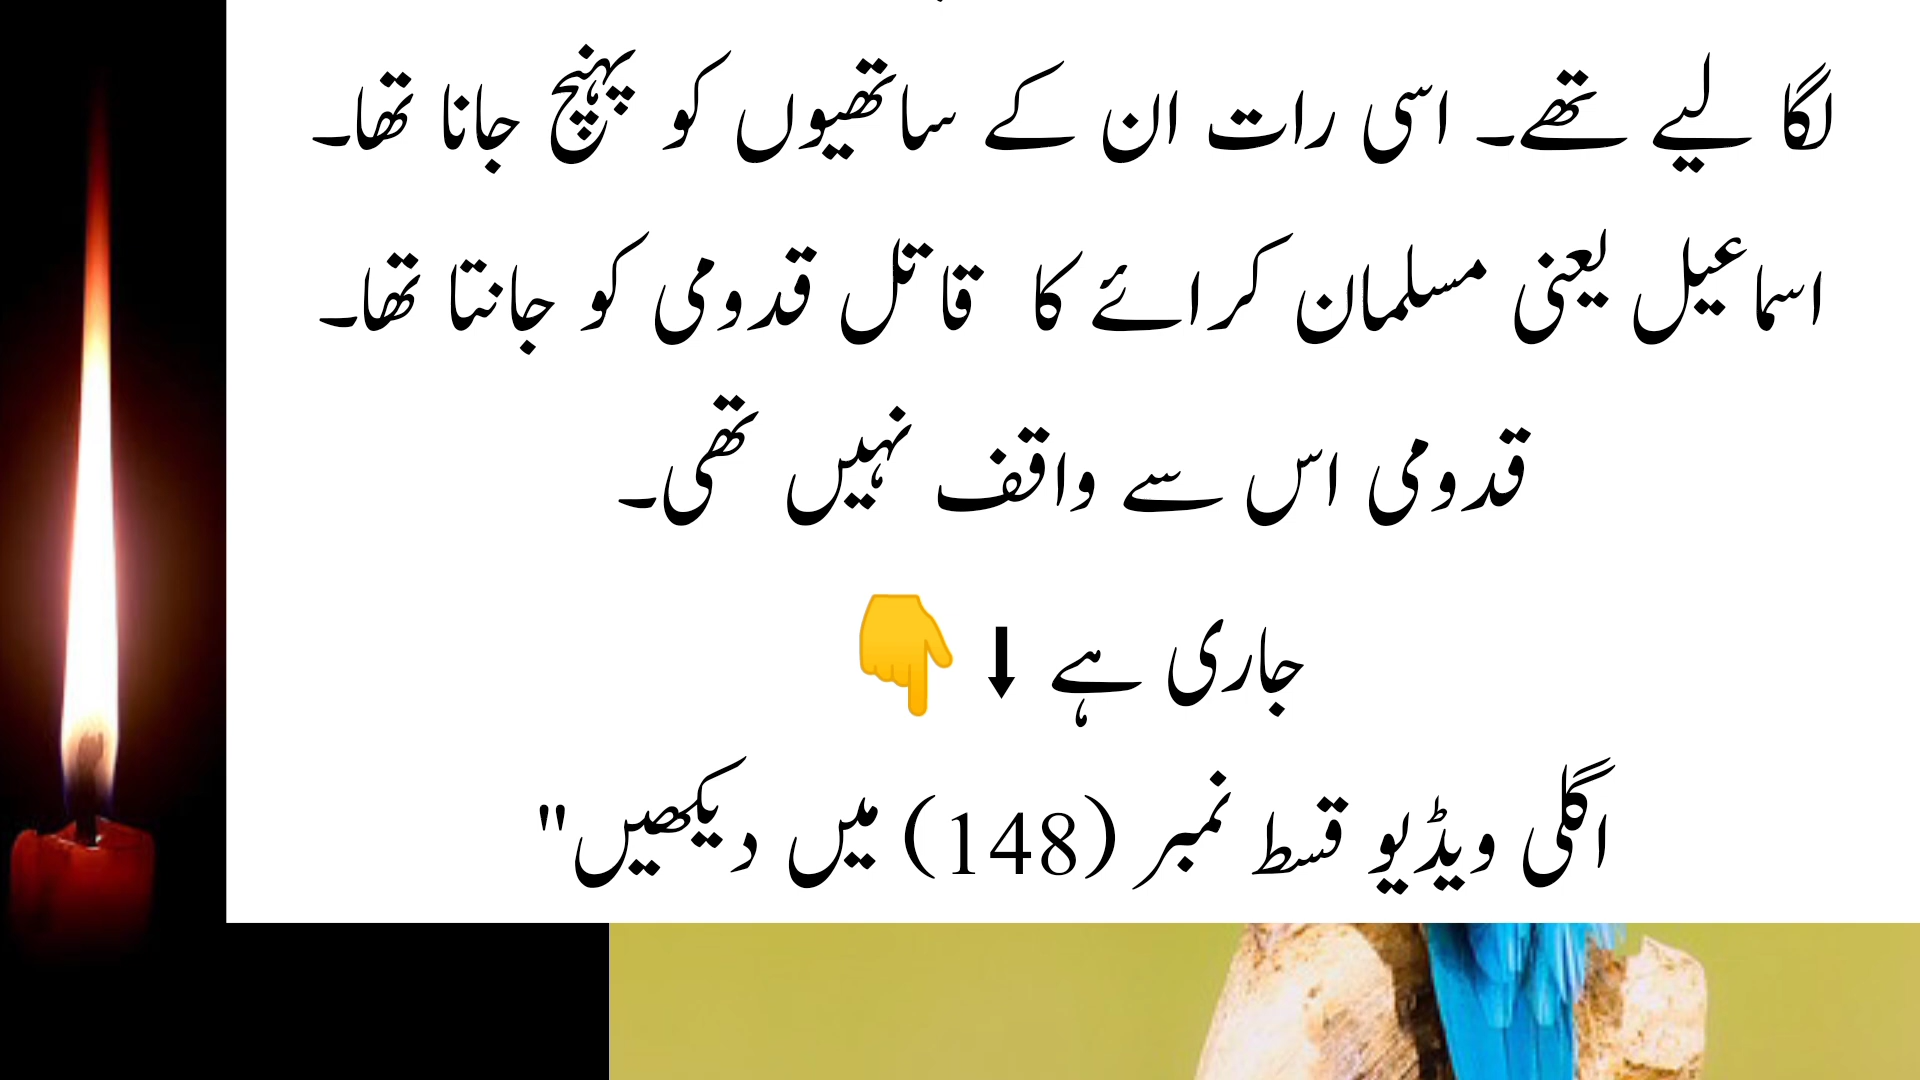 لگا لیے تھے۔ اسی رات ان کے ساتھیوں کو پہنچ جانا تھا۔
اسماعیل یعنی مسلمان کرائے کا قاتل قدومی کو جانتا تھا۔
قدومی اس سے واقف نہیں تھی۔
جاری ہے ⬇👇
اگلی ویڈیو قسط نمبر (148) میں دیکھیں"